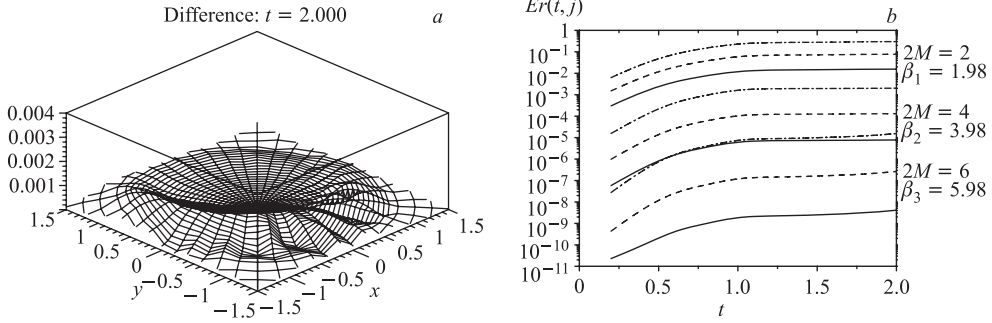 Difference: t = 2.000
a
0.004
0.003
0.002
0.001
1.5
1
0.5
0
−0.5
−1
−1.5
y
−1.5
−1
−0.5
0
0.5
1
1.5
x
Er(t, j)
b
1
10⁻¹
10⁻²
10⁻³
10⁻⁴
10⁻⁵
10⁻⁶
10⁻⁷
10⁻⁸
10⁻⁹
10⁻¹⁰
10⁻¹¹
2M = 2
β₁ = 1.98
2M = 4
β₂ = 3.98
2M = 6
β₃ = 5.98
0 0.5 1.0 1.5 2.0
t